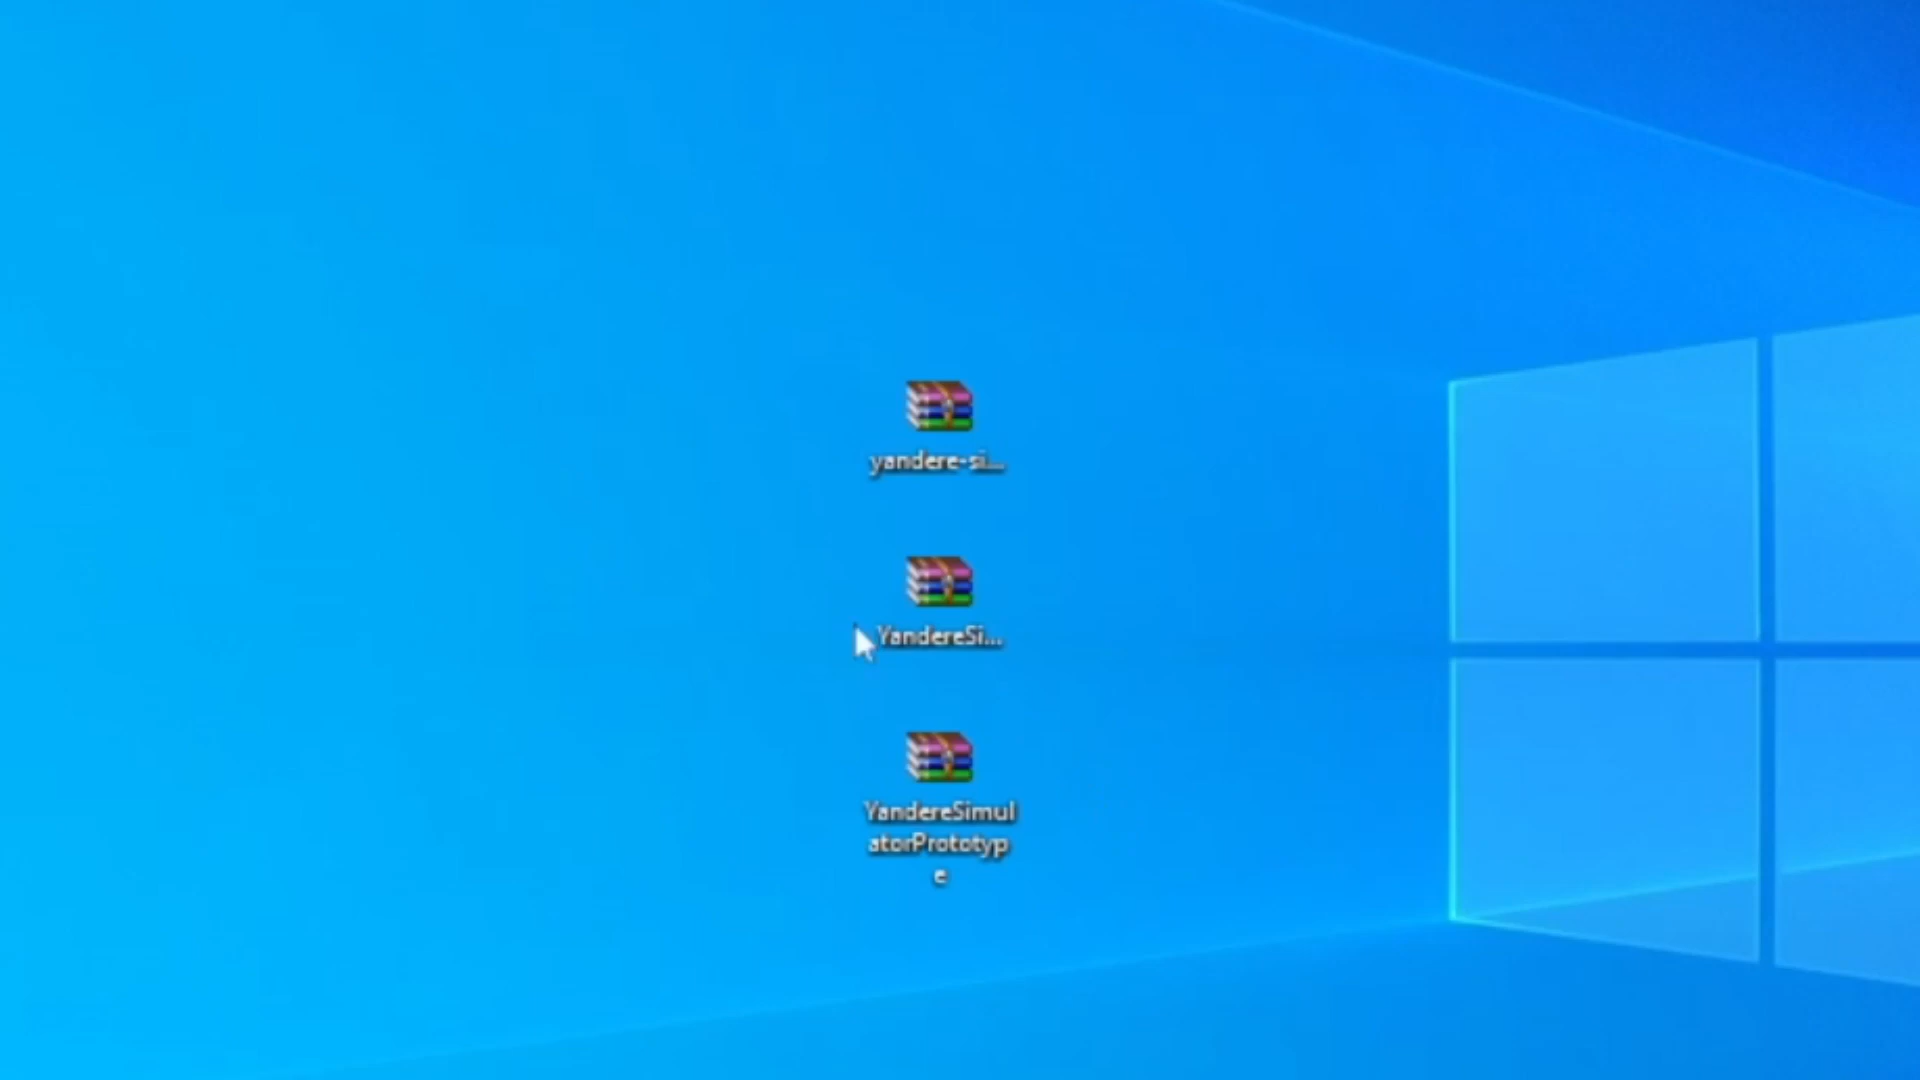 yandere-si...
YandereSi...
YandereSimul
atorPrototyp
e